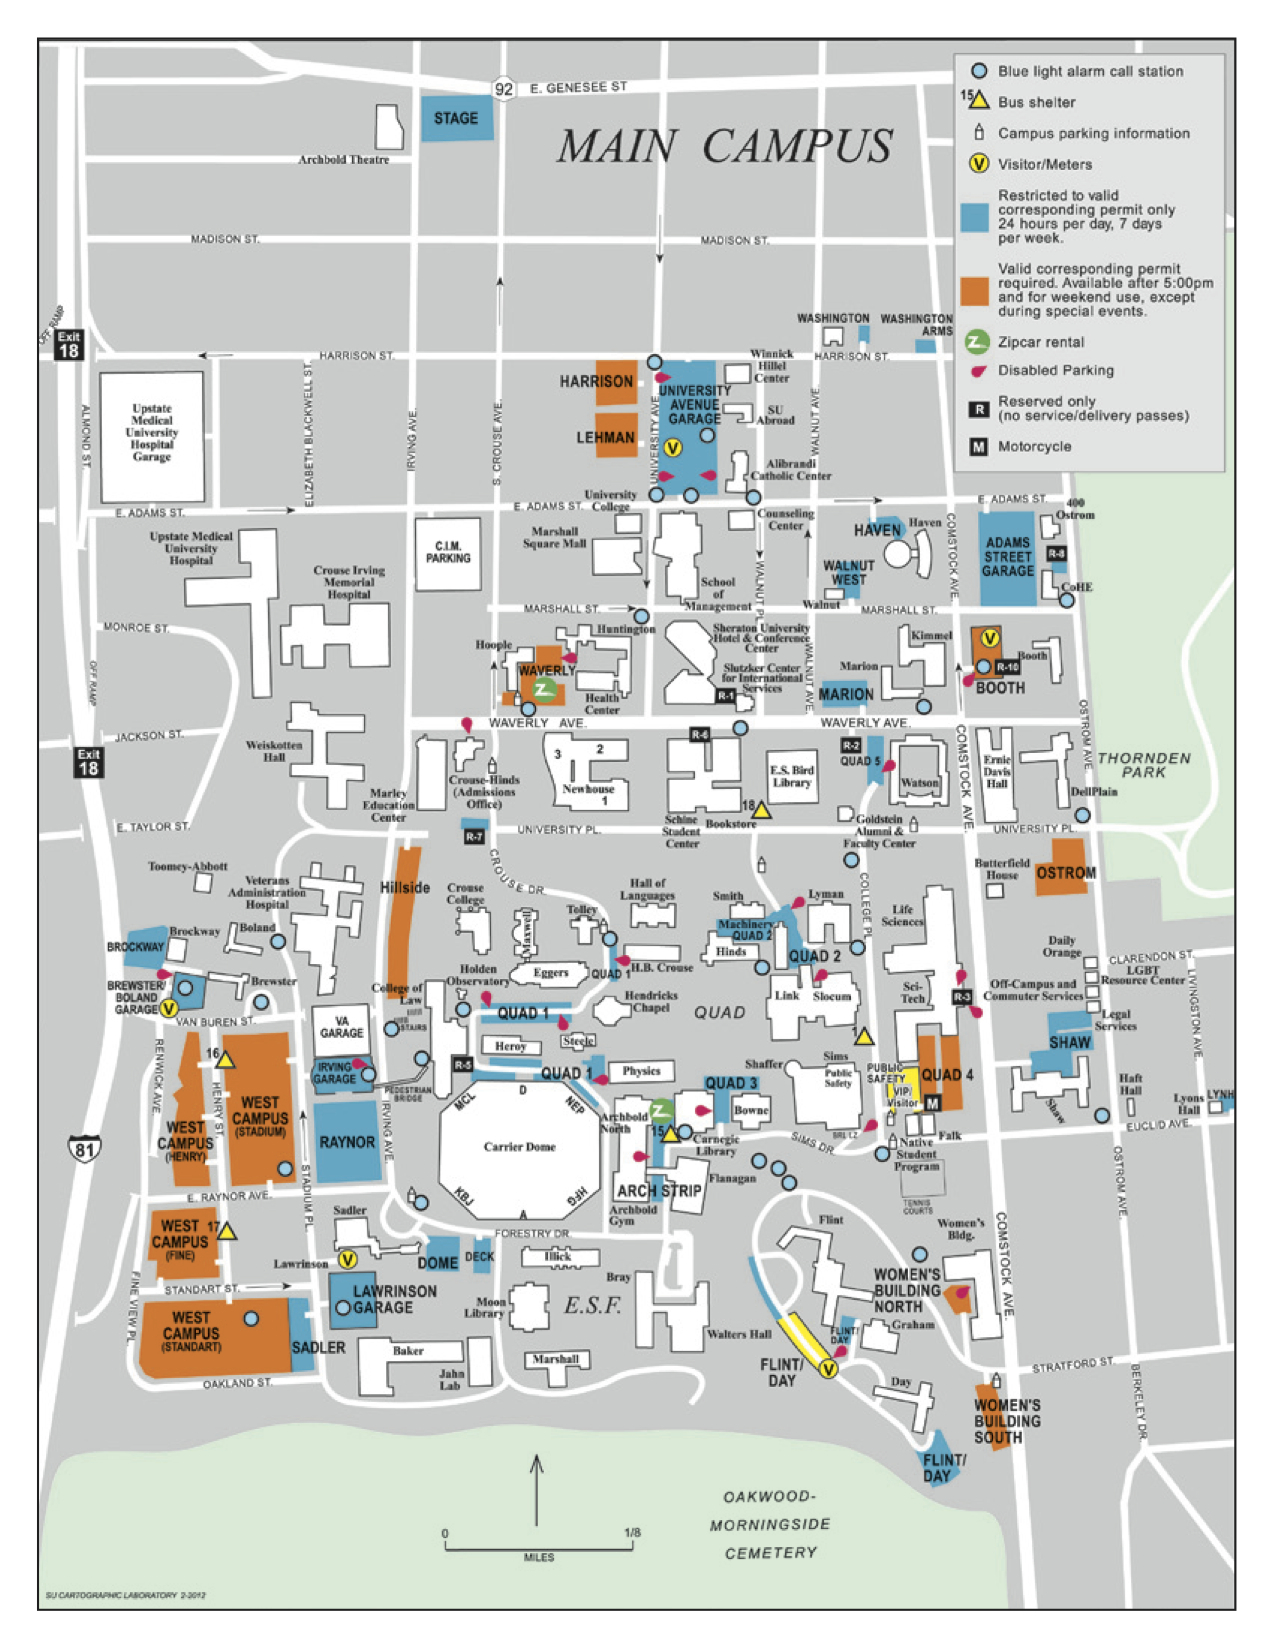 92
E. GENESEE ST
STAGE
Archbold Theatre
MAIN CAMPUS
Blue light alarm call station
15
Bus shelter
Campus parking information
V
Visitor/Meters
Restricted to valid
corresponding permit only
24 hours per day, 7 days
per week.
Valid corresponding permit
required. Available after 5:00pm
and for weekend use, except
during special events.
Z
Zipcar rental
Disabled Parking
R
Reserved only
(no service/delivery passes)
M
Motorcycle
MADISON ST.
MADISON ST.
OFF RAMP
Exit
18
WASHINGTON
WASHINGTON
ARMS
HARRISON ST.
HARRISON ST.
ALMOND ST.
ELIZABETH BLACKWELL ST.
IRVING AVE.
S. CROUSE AVE.
UNIVERSITY AVE.
WALNUT AVE.
Upstate
Medical
University
Hospital
Garage
HARRISON
LEHMAN
UNIVERSITY
AVENUE
GARAGE
V
Winnick
Hillel
Center
SU
Abroad
Alibrandi
Catholic Center
E. ADAMS ST.
E. ADAMS ST.
E. ADAMS ST.
University
College
Counseling
Center
Marshall
Square Mall
School
of
Management
Upstate Medical
University
Hospital
C.I.M.
PARKING
Crouse Irving
Memorial
Hospital
HAVEN
Haven
WALNUT
WEST
Walnut
WALNUT PL.
WALNUT AVE.
COMSTOCK AVE.
ADAMS
STREET
GARAGE
400
Ostrom
R-8
CoHE
MONROE ST.
OFF RAMP
MARSHALL ST.
MARSHALL ST.
Huntington
Hoople
WAVERLY
Z
Health
Center
Sheraton University
Hotel & Conference
Center
Slutzker Center
for International
Services
R-1
Kimmel
Marion
MARION
V
R-10
Booth
BOOTH
OSTROM AVE.
JACKSON ST.
Exit
18
WAVERLY AVE.
WAVERLY AVE.
Weiskotten
Hall
Marley
Education
Center
Crouse-Hinds
(Admissions
Office)
3
2
Newhouse
1
R-6
Schine
Student
Center
Bookstore
18
E.S. Bird
Library
R-2
QUAD 5
Watson
Goldstein
Alumni &
Faculty Center
COMSTOCK AVE.
Ernie
Davis
Hall
DellPlain
THORNDEN
PARK
E. TAYLOR ST.
R-7
UNIVERSITY PL.
UNIVERSITY PL.
CROUSE DR.
COLLEGE PL.
Toomey-Abbott
Veterans
Administration
Hospital
Hillside
Crouse
College
Maxwell
Tolley
Hall of
Languages
Smith
Machinery
QUAD 2
Hinds
Lyman
QUAD 2
Life
Sciences
Butterfield
House
OSTROM
BROCKWAY
Brockway
Boland
Brewster
BREWSTER/
BOLAND
GARAGE
V
VAN BUREN ST.
Holden
Observatory
Eggers
QUAD 1
H.B. Crouse
College of
Law
STAIRS
QUAD 1
Hendricks
Chapel
QUAD
Link
Slocum
Sci-
Tech
R-3
Daily
Orange
CLARENDON ST.
LGBT
Resource Center
Off-Campus and
Commuter Services
Legal
Services
LIVINGSTON AVE.
RENWICK AVE.
16
VA
GARAGE
IRVING
GARAGE
PEDESTRIAN
BRIDGE
R-5
Heroy
Steele
QUAD 1
Physics
Shaffer
Sims
Public
Safety
1
PUBLIC
SAFETY
VIP/
Visitor
QUAD 4
M
SHAW
Shaw
WEST
CAMPUS
(HENRY)
HENRY ST.
WEST
CAMPUS
(STADIUM)
RAYNOR
IRVING AVE.
MCL
D
NEP
Carrier Dome
KBJ
A
HFG
Archbold
North
Z
15
QUAD 3
Bowne
Carnegie
Library
SIMS DR.
Falk
Native
Student
Program
Haft
Hall
Lyons
Hall
LYNH
EUCLID AVE.
81
STADIUM PL.
E. RAYNOR AVE.
Flanagan
ARCH STRIP
Archbold
Gym
TENNIS
COURTS
OSTROM AVE.
WEST
CAMPUS
(FINE)
17
Sadler
Lawrinson
V
FORESTRY DR.
DOME
DECK
Illick
Flint
Women's
Bldg.
COMSTOCK AVE.
FINE VIEW PL.
STANDART ST.
LAWRINSON
GARAGE
Moon
Library
E.S.F.
Bray
Walters Hall
WOMEN'S
BUILDING
NORTH
WEST
CAMPUS
(STANDART)
SADLER
Baker
Jahn
Lab
Marshall
FLINT/
DAY
V
FLINT/
DAY
Graham
STRATFORD ST.
BERKELEY DR.
OAKLAND ST.
Day
WOMEN'S
BUILDING
SOUTH
FLINT/
DAY
OAKWOOD-
MORNINGSIDE
CEMETERY
0
1/8
MILES
SU CARTOGRAPHIC LABORATORY 2-2012